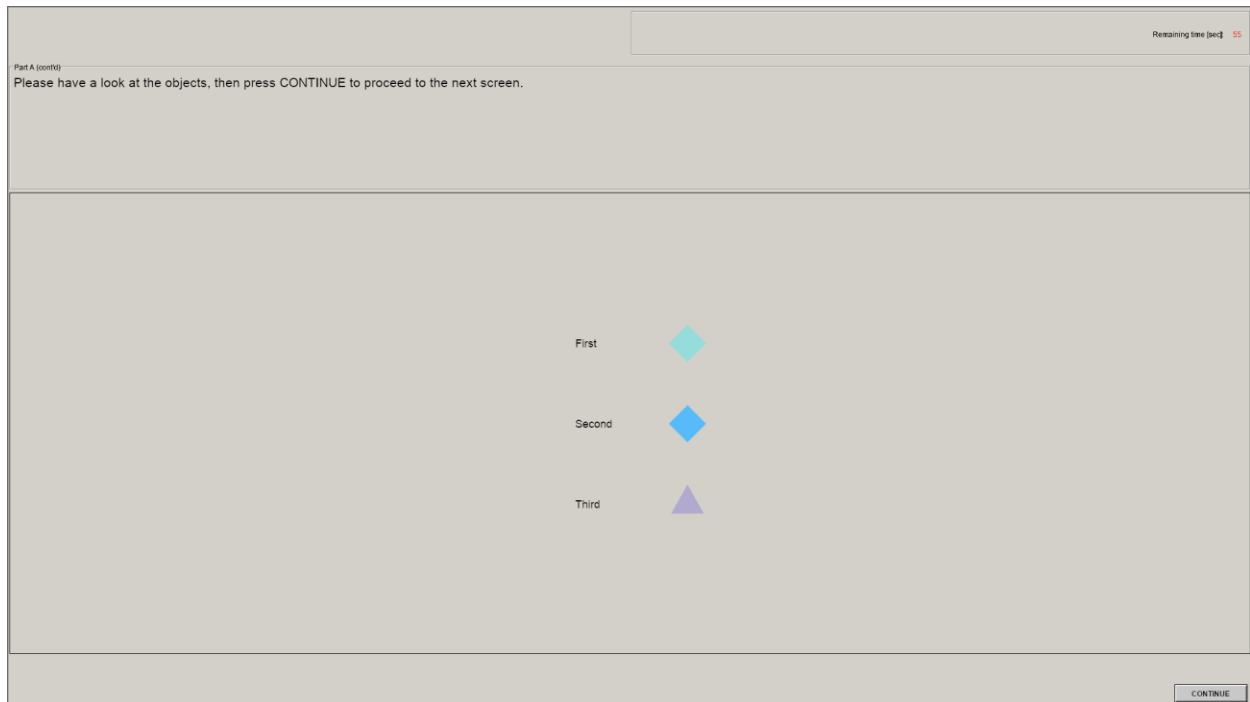 Remaining time [sec]: 55
Part A (cont'd)
Please have a look at the objects, then press CONTINUE to proceed to the next screen.
First
Second
Third
CONTINUE